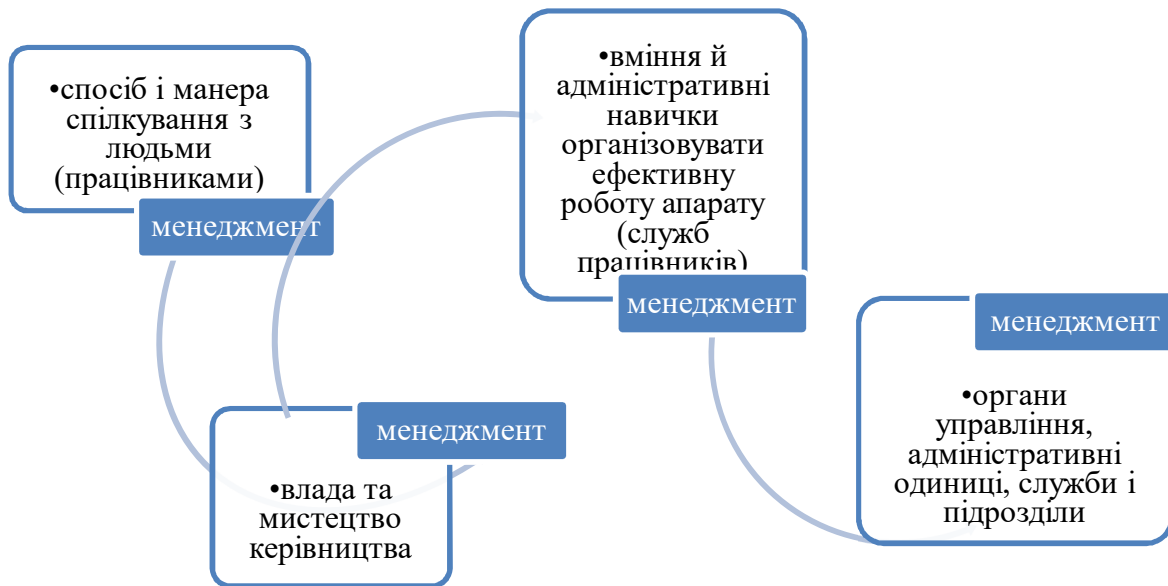 •спосіб і манера
спілкування з
людьми
(працівниками)
менеджмент
менеджмент
•влада та
мистецтво
керівництва
•вміння й
адміністративні
навички
організовувати
ефективну
роботу апарату
(служб
працівників)
менеджмент
менеджмент
•органи
управління,
адміністративні
одиниці, служби і
підрозділи